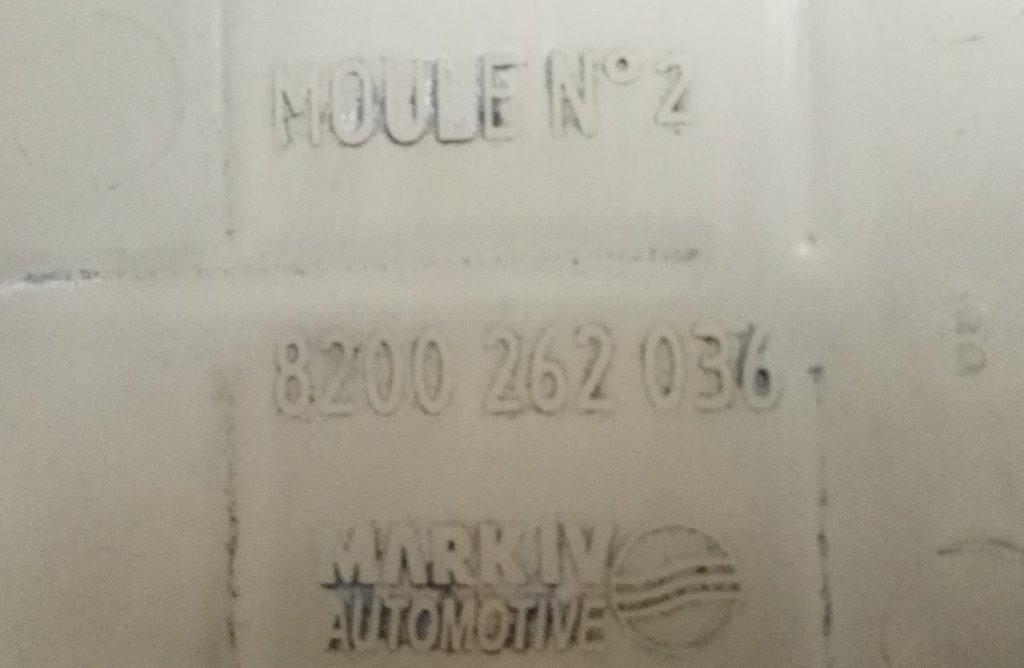 MOULE N° 2
8200 262 036
MARK IV
AUTOMOTIVE